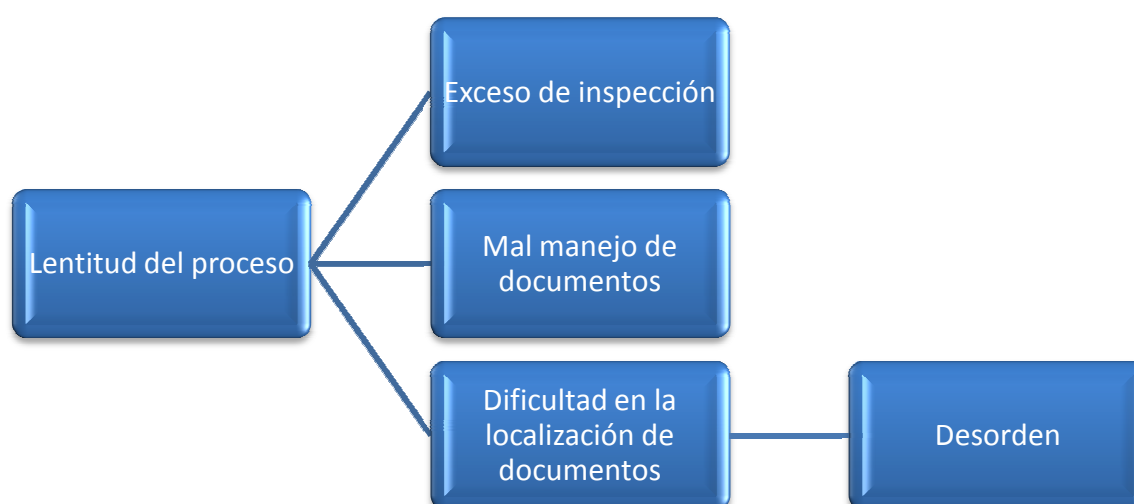 Exceso de inspección
Lentitud del proceso
Mal manejo de
documentos
Dificultad en la
localización de
documentos
Desorden